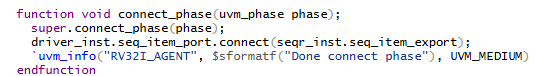 function void connect_phase(uvm_phase phase);
  super.connect_phase(phase);
  driver_inst.seq_item_port.connect(seqr_inst.seq_item_export);
  `uvm_info("RV32I_AGENT", $sformatf("Done connect phase"), UVM_MEDIUM)
endfunction